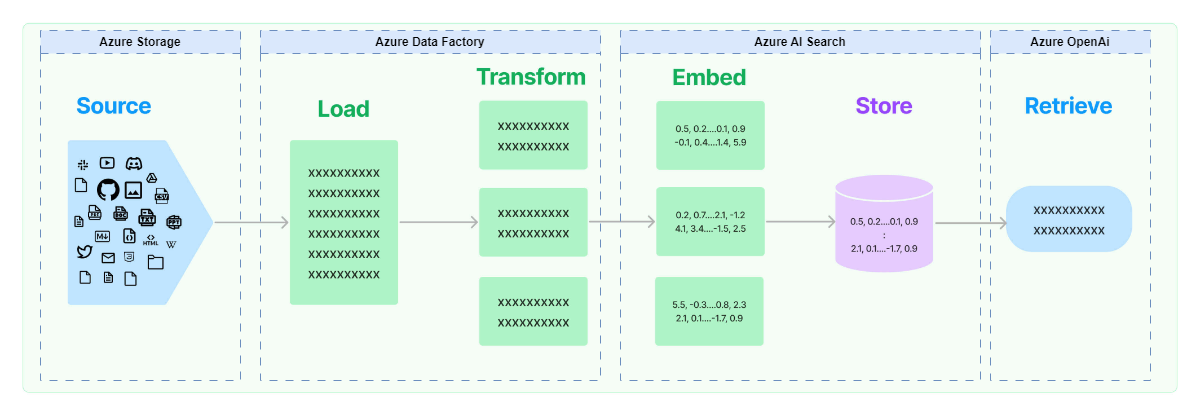 Azure Storage
Azure Data Factory
Azure AI Search
Azure OpenAi
Source
Load
Transform
Embed
Store
Retrieve
CSV
TXT
PPT
M↓
HTML
W
XXXXXXXXXX
XXXXXXXXXX
XXXXXXXXXX
XXXXXXXXXX
XXXXXXXXXX
XXXXXXXXXX
XXXXXXXXXX
XXXXXXXXXX
XXXXXXXXXX
XXXXXXXXXX
XXXXXXXXXX
XXXXXXXXXX
0.5, 0.2....0.1, 0.9
-0.1, 0.4....1.4, 5.9
0.2, 0.7....2.1, -1.2
4.1, 3.4....-1.5, 2.5
5.5, -0.3....0.8, 2.3
2.1, 0.1....-1.7, 0.9
0.5, 0.2....0.1, 0.9
:
2.1, 0.1....-1.7, 0.9
XXXXXXXXXX
XXXXXXXXXX